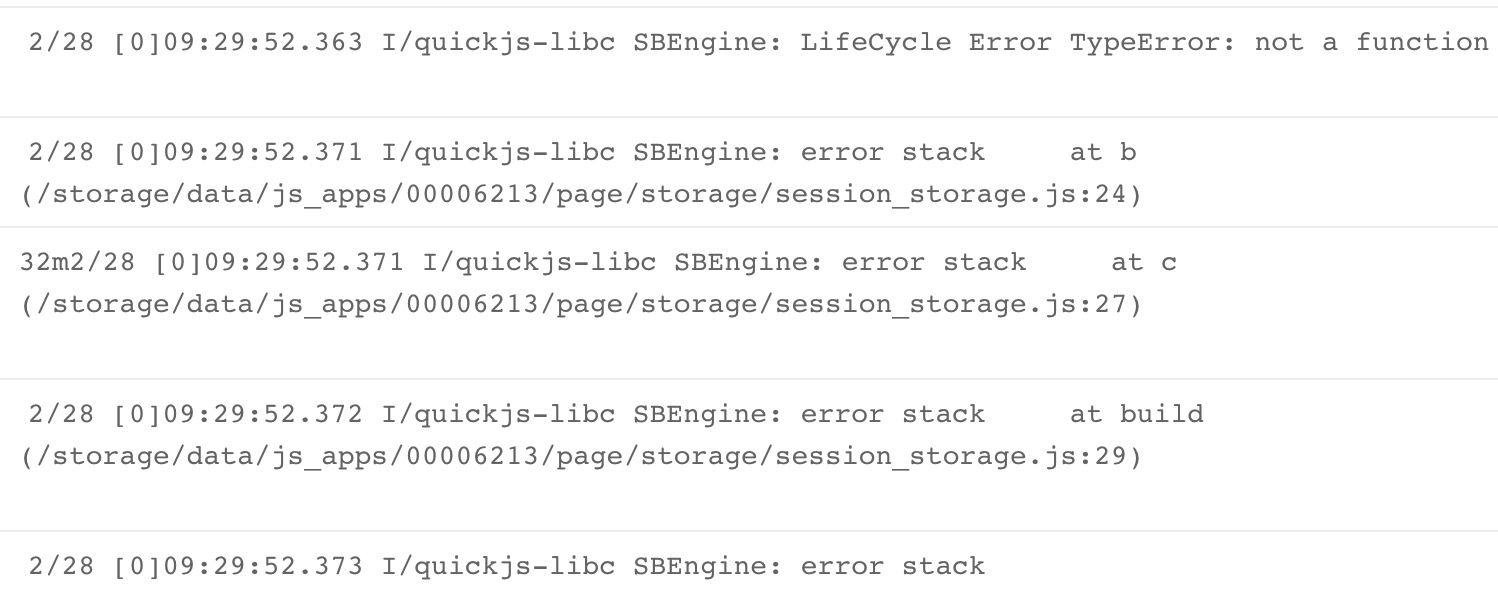 2/28 [0]09:29:52.363 I/quickjs-libc SBEngine: LifeCycle Error TypeError: not a function
2/28 [0]09:29:52.371 I/quickjs-libc SBEngine: error stack     at b
(/storage/data/js_apps/00006213/page/storage/session_storage.js:24)
32m2/28 [0]09:29:52.371 I/quickjs-libc SBEngine: error stack     at c
(/storage/data/js_apps/00006213/page/storage/session_storage.js:27)
2/28 [0]09:29:52.372 I/quickjs-libc SBEngine: error stack     at build
(/storage/data/js_apps/00006213/page/storage/session_storage.js:29)
2/28 [0]09:29:52.373 I/quickjs-libc SBEngine: error stack